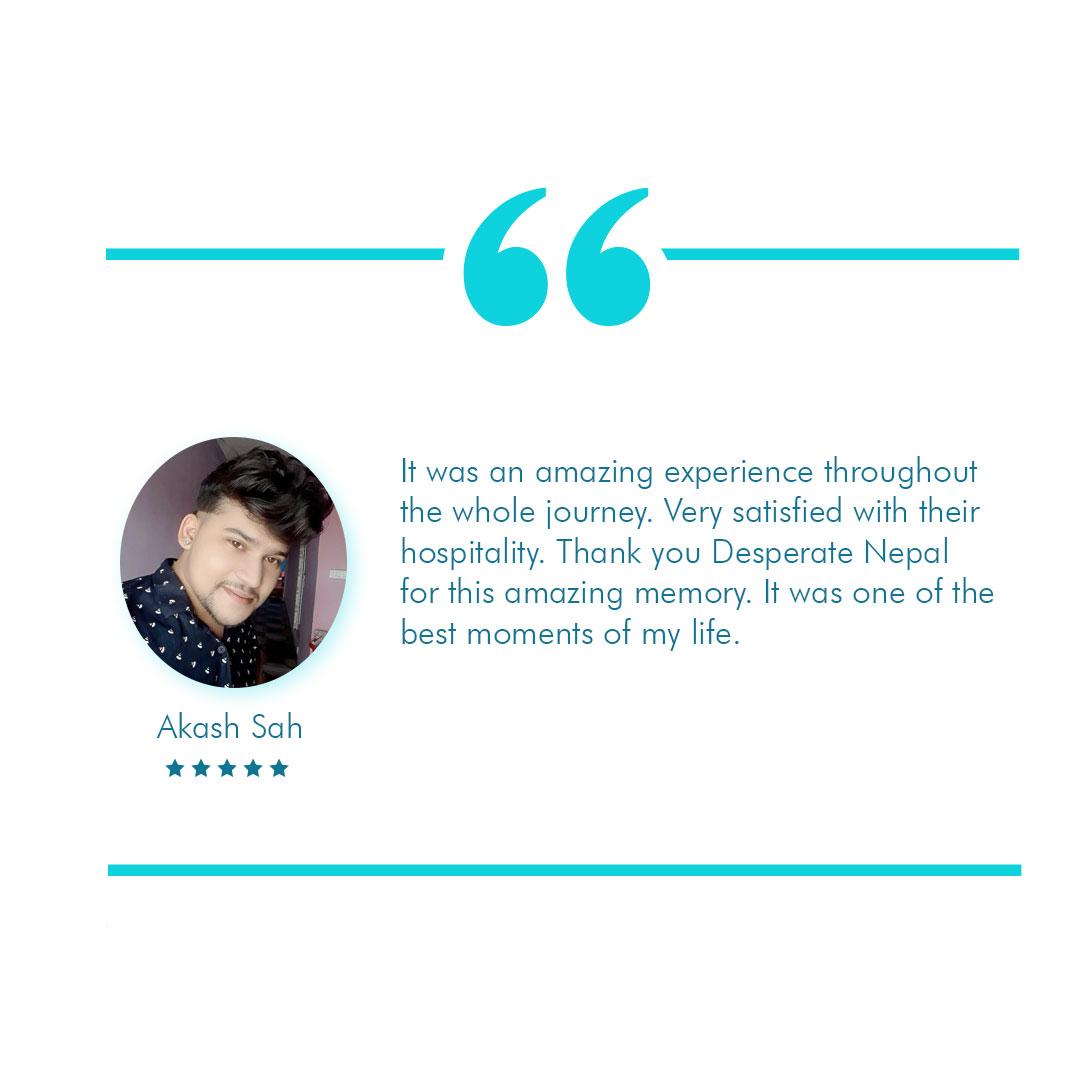 “
It was an amazing experience throughout
the whole journey. Very satisfied with their
hospitality. Thank you Desperate Nepal
for this amazing memory. It was one of the
best moments of my life.
Akash Sah
★★★★★